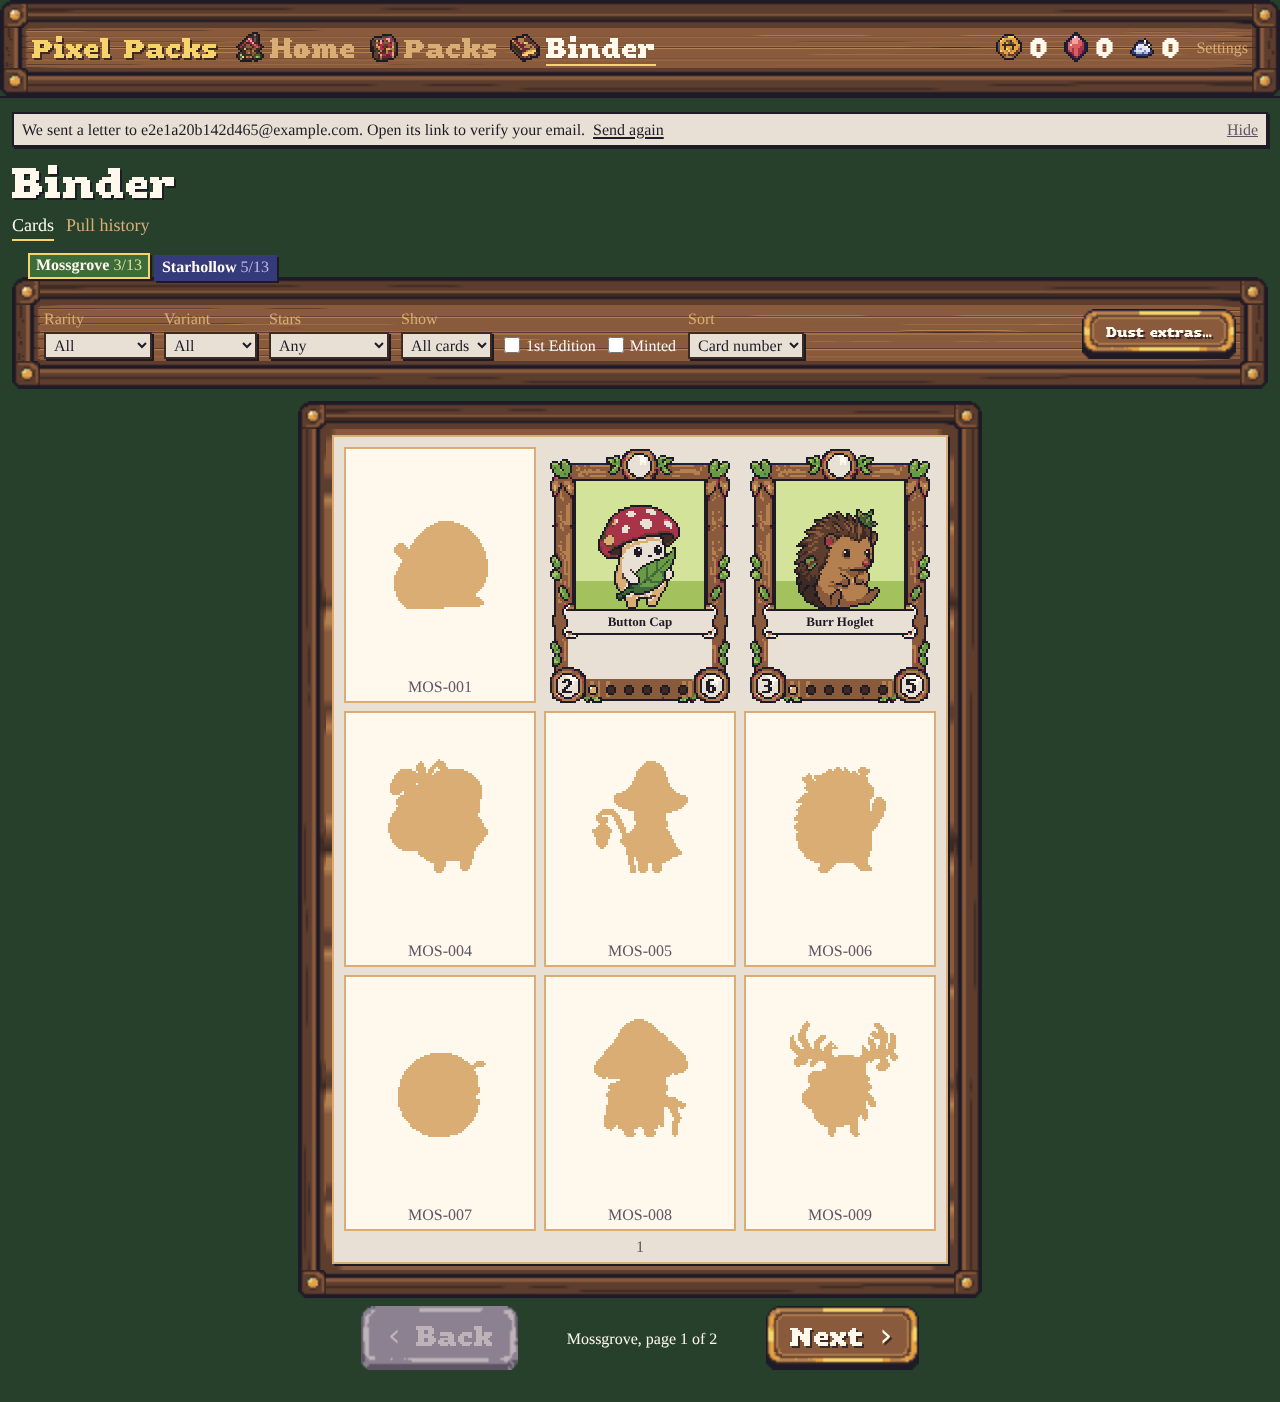 Pixel Packs Home Packs Binder 0 0 0 Settings
We sent a letter to e2e1a20b142d465@example.com. Open its link to verify your email. Send again Hide
Binder
Cards Pull history
Mossgrove 3/13 Starhollow 5/13
Rarity Variant Stars Show Sort
All All Any All cards 1st Edition Minted Card number Dust extras...
Button Cap Burr Hoglet
MOS-001 2 6 3 5
MOS-004 MOS-005 MOS-006
MOS-007 MOS-008 MOS-009
1
‹ Back Mossgrove, page 1 of 2 Next ›